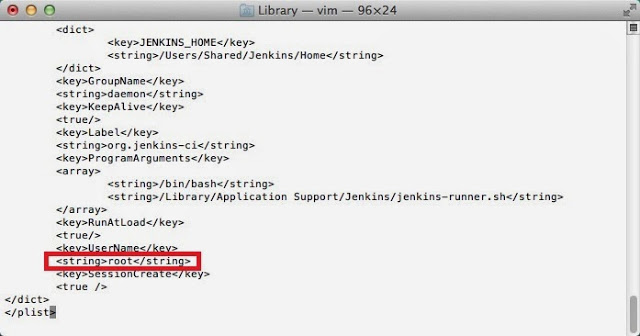 Library — vim — 96×24
<dict>
<key>JENKINS_HOME</key>
<string>/Users/Shared/Jenkins/Home</string>
</dict>
<key>GroupName</key>
<string>daemon</string>
<key>KeepAlive</key>
<true/>
<key>Label</key>
<string>org.jenkins-ci</string>
<key>ProgramArguments</key>
<array>
<string>/bin/bash</string>
<string>/Library/Application Support/Jenkins/jenkins-runner.sh</string>
</array>
<key>RunAtLoad</key>
<true/>
<key>UserName</key>
<string>root</string>
<key>SessionCreate</key>
<true />
</dict>
</plist>